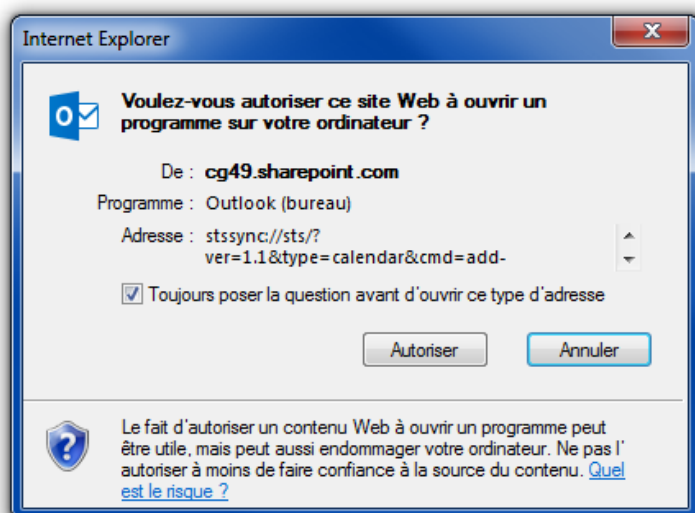 Internet Explorer
Voulez-vous autoriser ce site Web à ouvrir un
programme sur votre ordinateur ?
De : cg49.sharepoint.com
Programme : Outlook (bureau)
Adresse : stssync://sts/?
ver=1.1&type=calendar&cmd=add-
Toujours poser la question avant d'ouvrir ce type d'adresse
Autoriser Annuler
Le fait d'autoriser un contenu Web à ouvrir un programme peut
être utile, mais peut aussi endommager votre ordinateur. Ne pas l'
autoriser à moins de faire confiance à la source du contenu. Quel
est le risque ?